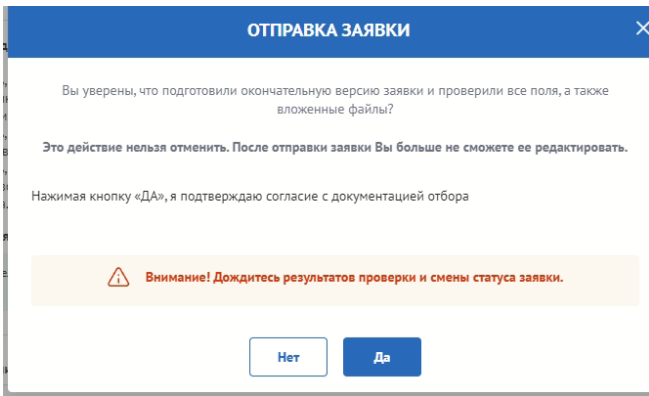 ОТПРАВКА ЗАЯВКИ
Вы уверены, что подготовили окончательную версию заявки и проверили все поля, а также
вложенные файлы?
Это действие нельзя отменить. После отправки заявки Вы больше не сможете ее редактировать.
Нажимая кнопку «ДА», я подтверждаю согласие с документацией отбора
Внимание! Дождитесь результатов проверки и смены статуса заявки.
Нет
Да